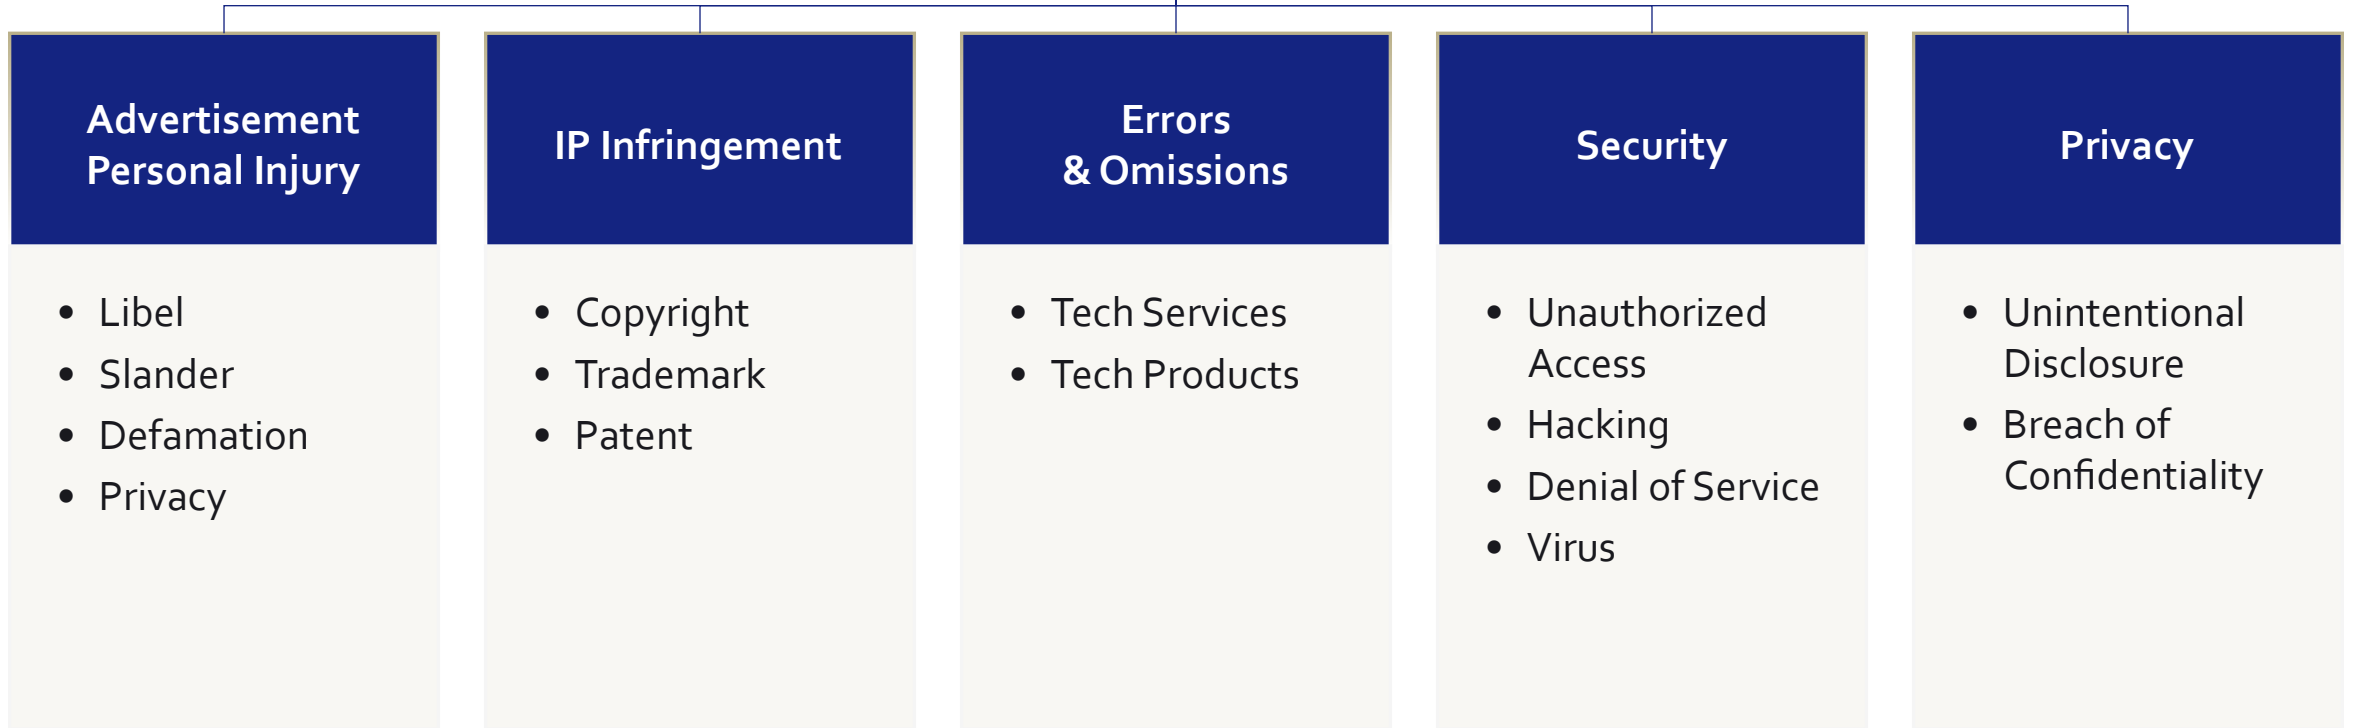 Advertisement
Personal Injury
• Libel
• Slander
• Defamation
• Privacy
IP Infringement
• Copyright
• Trademark
• Patent
Errors
& Omissions
• Tech Services
• Tech Products
Security
• Unauthorized
Access
• Hacking
• Denial of Service
• Virus
Privacy
• Unintentional
Disclosure
• Breach of
Confidentiality